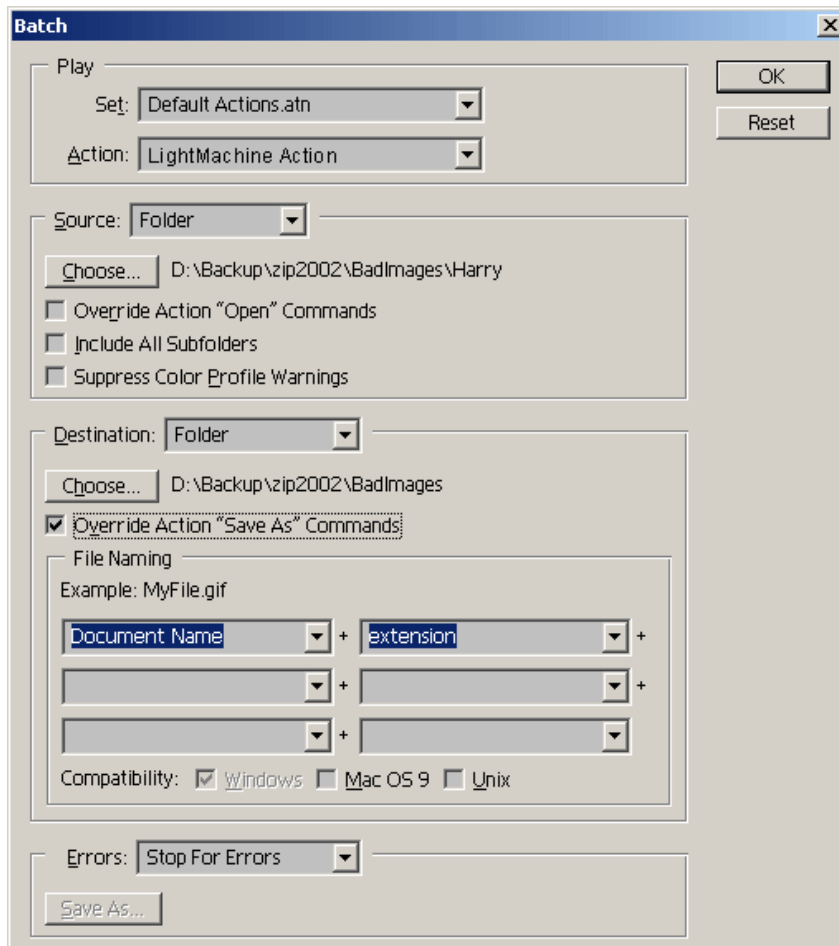 Batch
Play
OK
Set: Default Actions.atn
Reset
Action: LightMachine Action
Source: Folder
Choose... D:\Backup\zip2002\BadImages\Harry
Override Action “Open” Commands
Include All Subfolders
Suppress Color Profile Warnings
Destination: Folder
Choose... D:\Backup\zip2002\BadImages
Override Action “Save As” Commands
File Naming
Example: MyFile.gif
Document Name + extension +
+ +
+
Compatibility: Windows Mac OS 9 Unix
Errors: Stop For Errors
Save As...